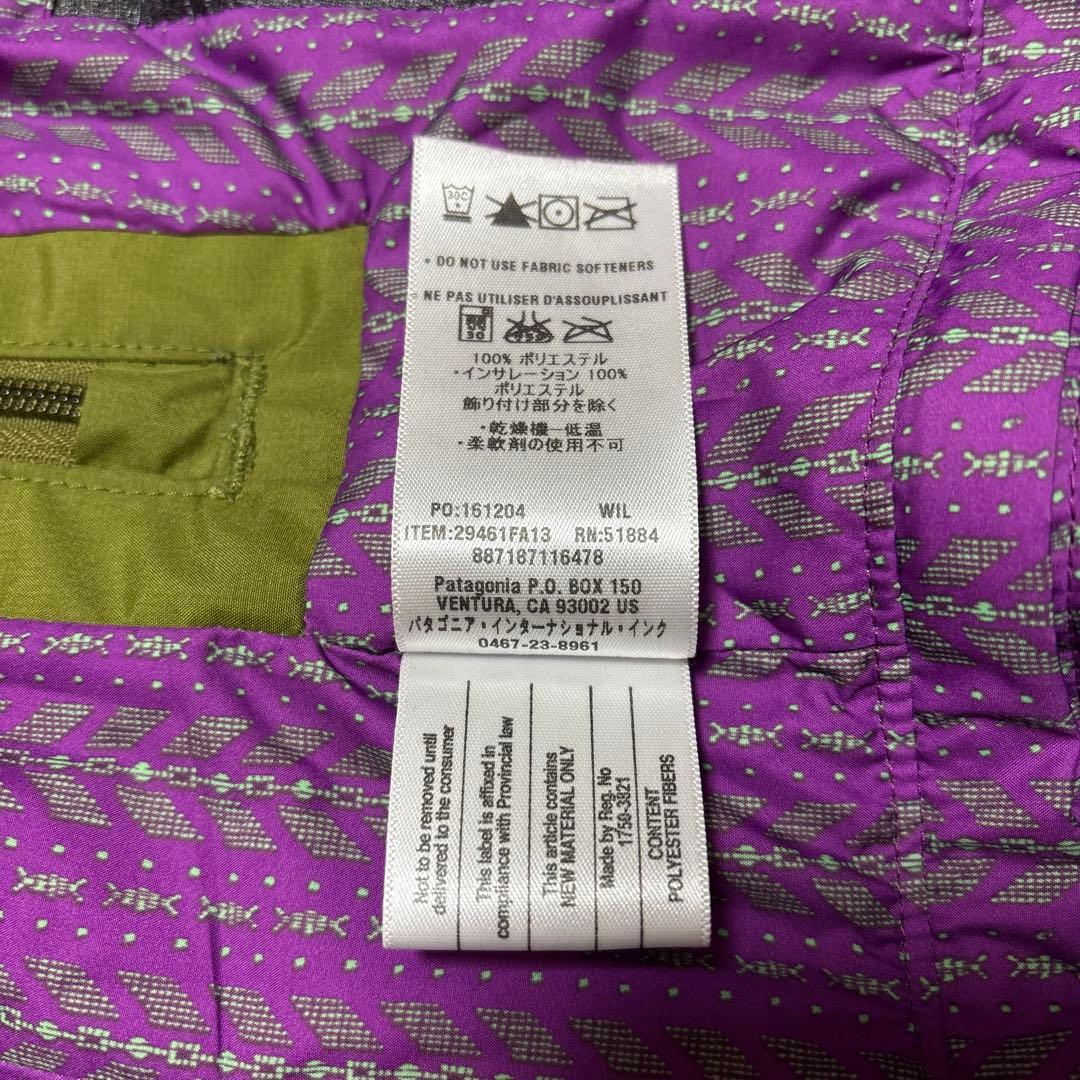 30C
• DO NOT USE FABRIC SOFTENERS
• NE PAS UTILISER D'ASSOUPLISSANT
30
100% ポリエステル
・インサレーション 100%
ポリエステル
飾り付け部分を除く
・乾燥機–低温
・柔軟剤の使用不可
PO:161204 WIL
ITEM:29461FA13 RN:51884
887187116478
Patagonia P.O. BOX 150
VENTURA, CA 93002 US
パタゴニア・インターナショナル・インク
0467-23-8961
Not to be removed until
delivered to the consumer
This label is affixed in
compliance with Provincial law
This article contains
NEW MATERIAL ONLY
Made by Reg. No
1750-3821
CONTENT
POLYESTER FIBERS